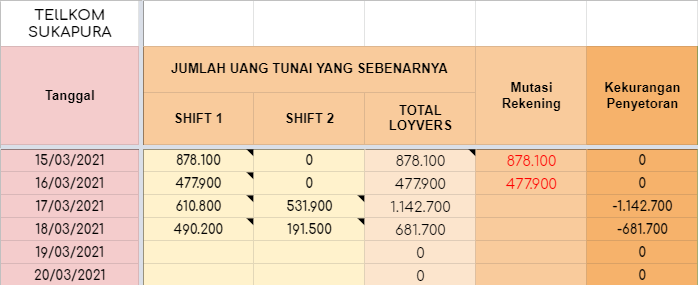 TEllKOM
SUKAPURA
Tanggal
JUMLAH UANG TUNAI YANG SEBENARNYA
SHIFT 1
SHIFT 2
TOTAL
LOYVERS
Mutasi
Rekening
Kekurangan
Penyetoran
15/03/2021 878.100 0 878.100 878.100 0
16/03/2021 477.900 0 477.900 477.900 0
17/03/2021 610.800 531.900 1.142.700 -1.142.700
18/03/2021 490.200 191.500 681.700 -681.700
19/03/2021 0 0
20/03/2021 0 0